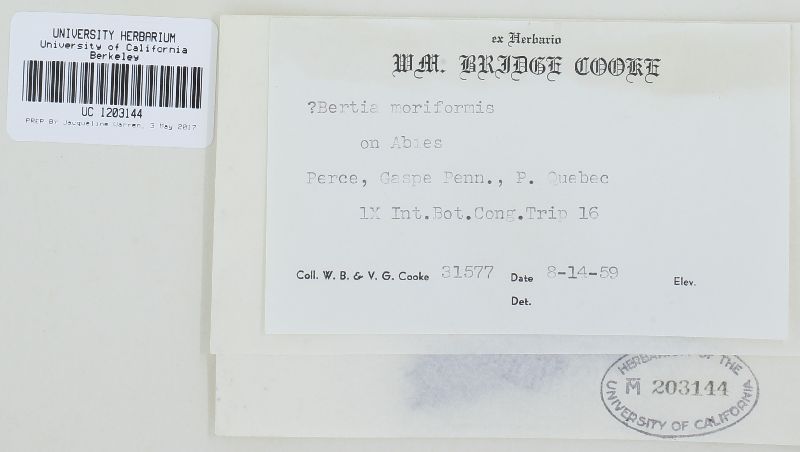 UNIVERSITY HERBARIUM
University of California
Berkeley
UC 1203144
PREP BY Jacqueline Warren, 3 May 2017
ex Herbario
WM. BRIDGE COOKE
?Bertia moriformis
on Abies
Perce, Gaspe Penn., P. Quebec
1X Int.Bot.Cong.Trip 16
Coll. W. B. & V. G. Cooke 31577 Date 8-14-59 Elev.
Det.
HERBARIUM OF THE
M 203144
UNIVERSITY OF CALIFORNIA